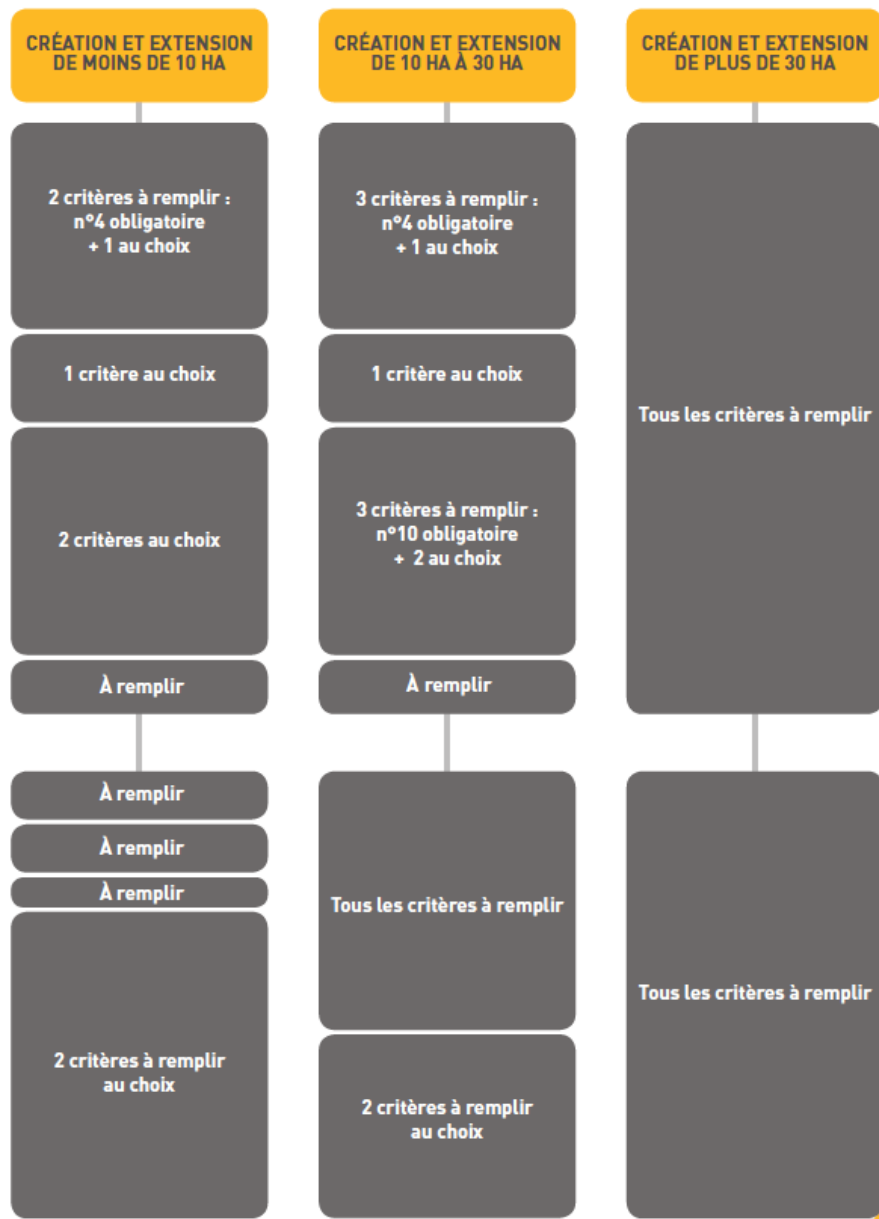 CRÉATION ET EXTENSION
DE MOINS DE 10 HA
2 critères à remplir :
n°4 obligatoire
+ 1 au choix
1 critère au choix
2 critères au choix
À remplir
À remplir
À remplir
À remplir
2 critères à remplir
au choix
CRÉATION ET EXTENSION
DE 10 HA À 30 HA
3 critères à remplir :
n°4 obligatoire
+ 1 au choix
1 critère au choix
3 critères à remplir :
n°10 obligatoire
+ 2 au choix
À remplir
Tous les critères à remplir
2 critères à remplir
au choix
CRÉATION ET EXTENSION
DE PLUS DE 30 HA
Tous les critères à remplir
Tous les critères à remplir